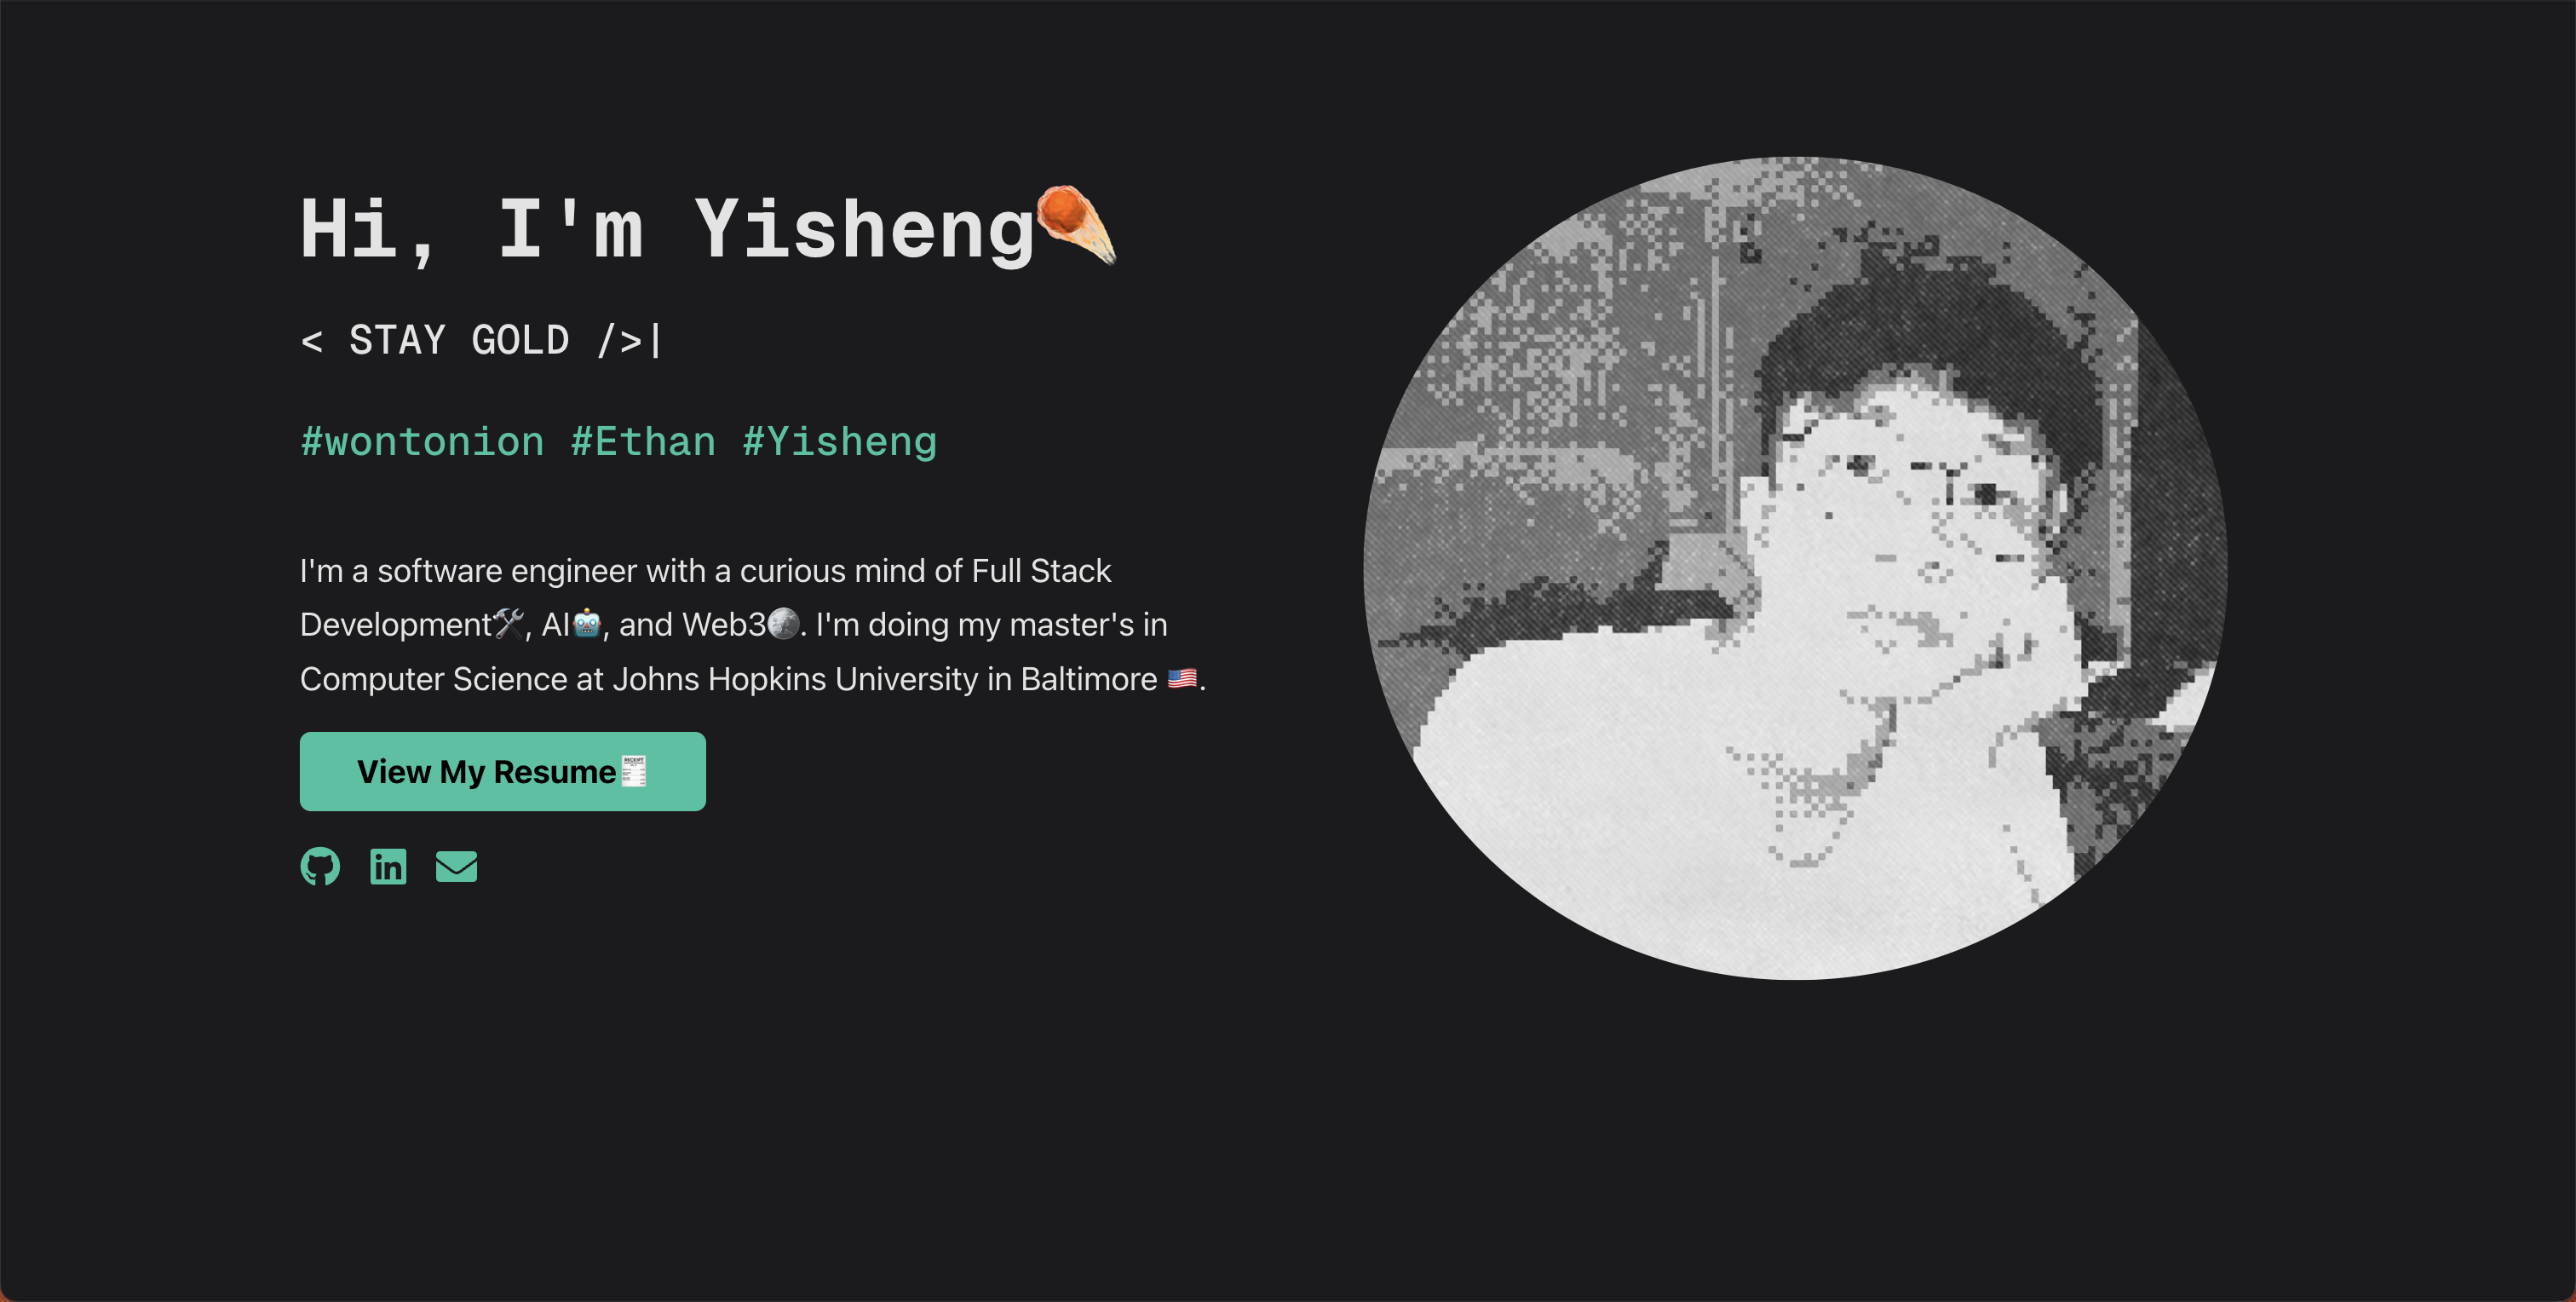 Hi, I'm Yisheng☄️
< STAY GOLD />|
#wontonion #Ethan #Yisheng
I'm a software engineer with a curious mind of Full Stack
Development🛠, AI🤖, and Web3🌕. I'm doing my master's in
Computer Science at Johns Hopkins University in Baltimore 🇺🇸.
View My Resume🧾
in